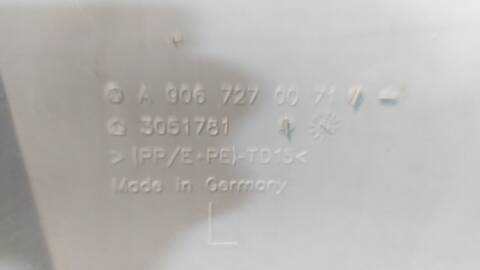 A 906 727 00 71
3051781
>(PP/E+PE)-TD15<
Made in Germany